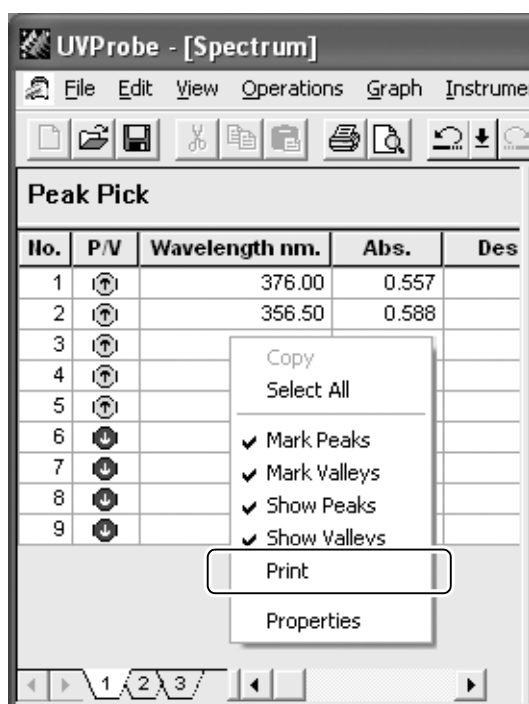 UVProbe - [Spectrum]
File Edit View Operations Graph Instrume
Peak Pick
No. P/V Wavelength nm. Abs. Des
1 376.00 0.557
2 356.50 0.588
3
4
5
6
7
8
9
Copy
Select All
Mark Peaks
Mark Valleys
Show Peaks
Show Valleys
Print
Properties
1 2 3